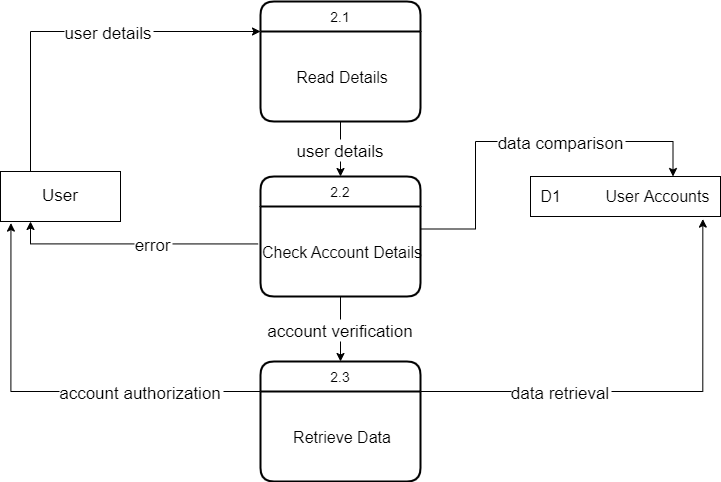 2.1
user details
Read Details
user details
data comparison
2.2
User
D1 User Accounts
error
Check Account Details
account verification
2.3
account authorization
data retrieval
Retrieve Data